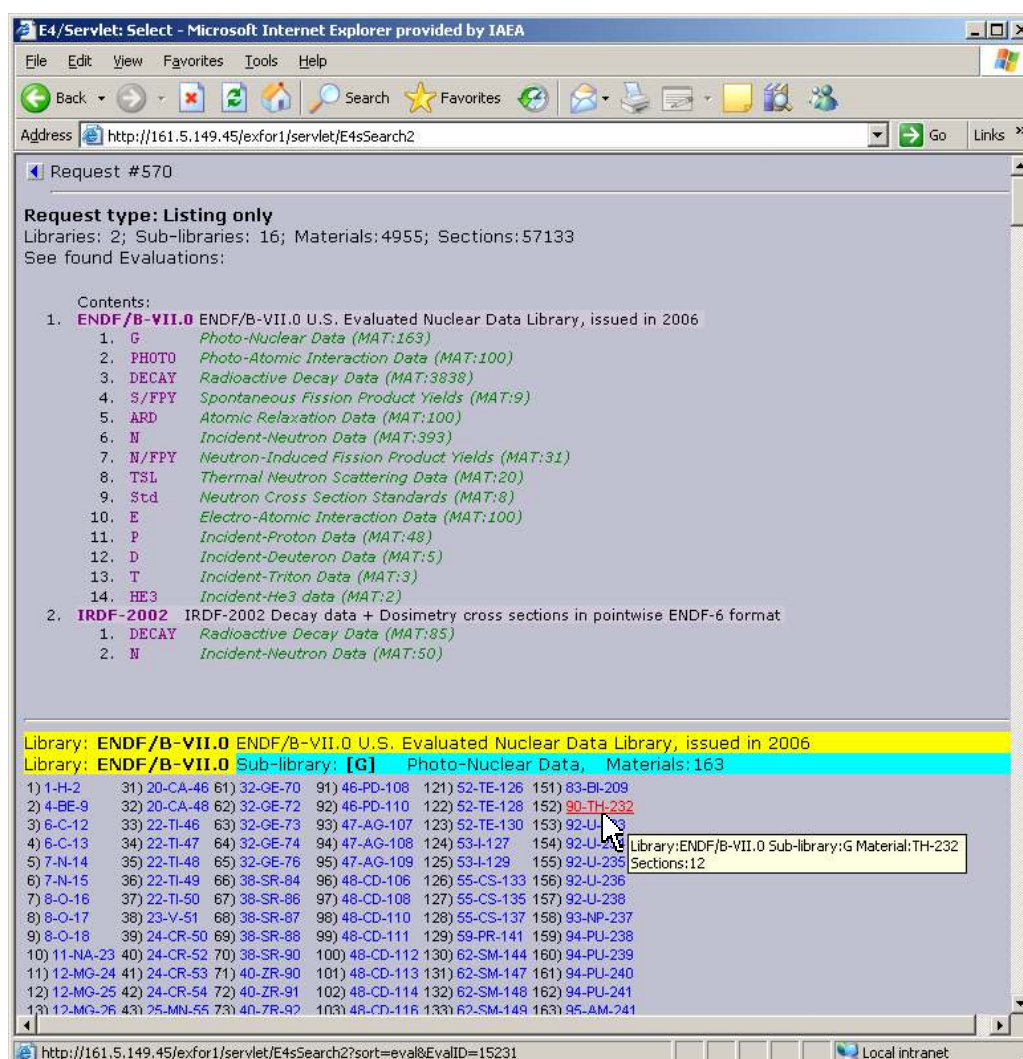 E4/Servlet: Select - Microsoft Internet Explorer provided by IAEA
File Edit View Favorites Tools Help
Back Search Favorites
Address http://161.5.149.45/exfor1/servlet/E4sSearch2 Go Links »
Request #570
Request type: Listing only
Libraries: 2; Sub-libraries: 16; Materials:4955; Sections:57133
See found Evaluations:
Contents:
1. ENDF/B-VII.0 ENDF/B-VII.0 U.S. Evaluated Nuclear Data Library, issued in 2006
1. G Photo-Nuclear Data (MAT:163)
2. PHOTO Photo-Atomic Interaction Data (MAT:100)
3. DECAY Radioactive Decay Data (MAT:3838)
4. S/FPY Spontaneous Fission Product Yields (MAT:9)
5. ARD Atomic Relaxation Data (MAT:100)
6. N Incident-Neutron Data (MAT:393)
7. N/FPY Neutron-Induced Fission Product Yields (MAT:31)
8. TSL Thermal Neutron Scattering Data (MAT:20)
9. Std Neutron Cross Section Standards (MAT:8)
10. E Electro-Atomic Interaction Data (MAT:100)
11. P Incident-Proton Data (MAT:48)
12. D Incident-Deuteron Data (MAT:5)
13. T Incident-Triton Data (MAT:3)
14. HE3 Incident-He3 data (MAT:2)
2. IRDF-2002 IRDF-2002 Decay data + Dosimetry cross sections in pointwise ENDF-6 format
1. DECAY Radioactive Decay Data (MAT:85)
2. N Incident-Neutron Data (MAT:50)
Library: ENDF/B-VII.0 ENDF/B-VII.0 U.S. Evaluated Nuclear Data Library, issued in 2006
Library: ENDF/B-VII.0 Sub-library: [G] Photo-Nuclear Data, Materials:163
1) 1-H-2 31) 20-CA-46 61) 32-GE-70 91) 46-PD-108 121) 52-TE-126 151) 83-BI-209
2) 4-BE-9 32) 20-CA-48 62) 32-GE-72 92) 46-PD-110 122) 52-TE-128 152) 90-TH-232
3) 6-C-12 33) 22-TI-46 63) 32-GE-73 93) 47-AG-107 123) 52-TE-130 153)
4) 6-C-13 34) 22-TI-47 64) 32-GE-74 94) 47-AG-108 124) 53-I-127 154) Library:ENDF/B-VII.0 Sub-library:G Material:TH-232
5) 7-N-14 35) 22-TI-48 65) 32-GE-76 95) 47-AG-109 125) 53-I-129 155) 92-U-235 Sections:12
6) 7-N-15 36) 22-TI-49 66) 38-SR-84 96) 48-CD-106 126) 55-CS-133 156) 92-U-236
7) 8-O-16 37) 22-TI-50 67) 38-SR-86 97) 48-CD-108 127) 55-CS-135 157) 92-U-238
8) 8-O-17 38) 23-V-51 68) 38-SR-87 98) 48-CD-110 128) 55-CS-137 158) 93-NP-237
9) 8-O-18 39) 24-CR-50 69) 38-SR-88 99) 48-CD-111 129) 59-PR-141 159) 94-PU-238
10) 11-NA-23 40) 24-CR-52 70) 38-SR-90 100) 48-CD-112 130) 62-SM-144 160) 94-PU-239
11) 12-MG-24 41) 24-CR-53 71) 40-ZR-90 101) 48-CD-113 131) 62-SM-147 161) 94-PU-240
12) 12-MG-25 42) 24-CR-54 72) 40-ZR-91 102) 48-CD-114 132) 62-SM-148 162) 94-PU-241
13) 12-MG-26 43) 25-MN-55 73) 40-ZR-92 103) 48-CD-116 133) 62-SM-149 163) 95-AM-241
http://161.5.149.45/exfor1/servlet/E4sSearch2?sort=eval&EvalID=15231 Local intranet